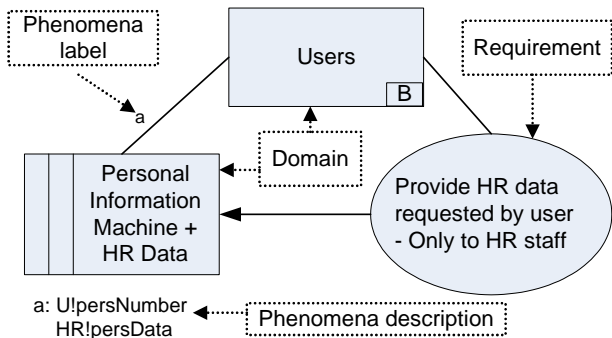 Phenomena
label
Users
B
Requirement
a
Domain
Personal
Information
Machine +
HR Data
Provide HR data
requested by user
- Only to HR staff
a: U!persNumber
HR!persData
Phenomena description